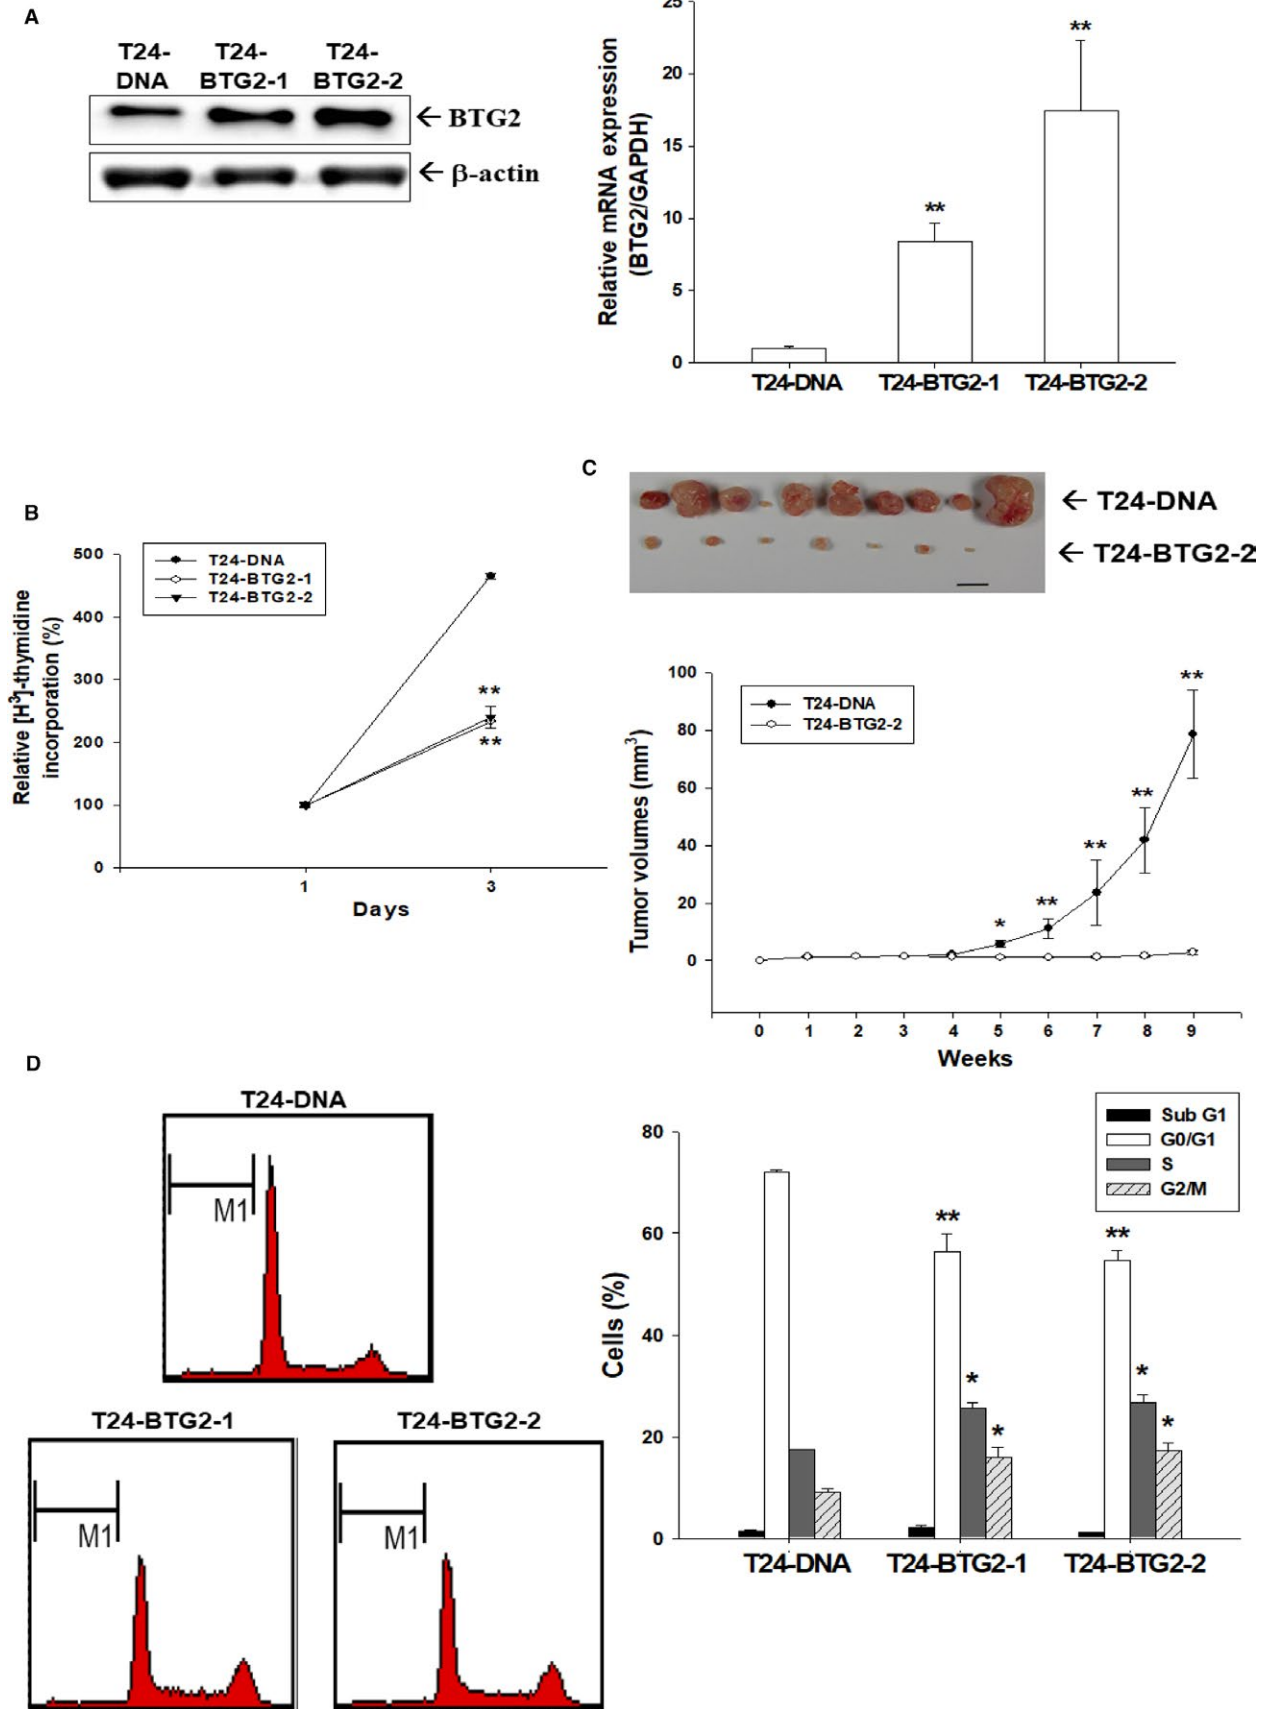 A
T24-
DNA
T24-
BTG2-1
T24-
BTG2-2
← BTG2
← β-actin
Relative mRNA expression
(BTG2/GAPDH)
25
20
15
10
5
0
**
**
T24-DNA
T24-BTG2-1
T24-BTG2-2
B
Relative [H³]-thymidine
incorporation (%)
500
400
300
200
100
0
T24-DNA
T24-BTG2-1
T24-BTG2-2
**
**
1
3
Days
C
← T24-DNA
← T24-BTG2-2
Tumor volumes (mm³)
100
80
60
40
20
0
T24-DNA
T24-BTG2-2
*
**
**
**
**
0 1 2 3 4 5 6 7 8 9
Weeks
D
T24-DNA
M1
T24-BTG2-1
M1
T24-BTG2-2
M1
Cells (%)
80
60
40
20
0
Sub G1
G0/G1
S
G2/M
**
*
*
**
*
*
T24-DNA
T24-BTG2-1
T24-BTG2-2